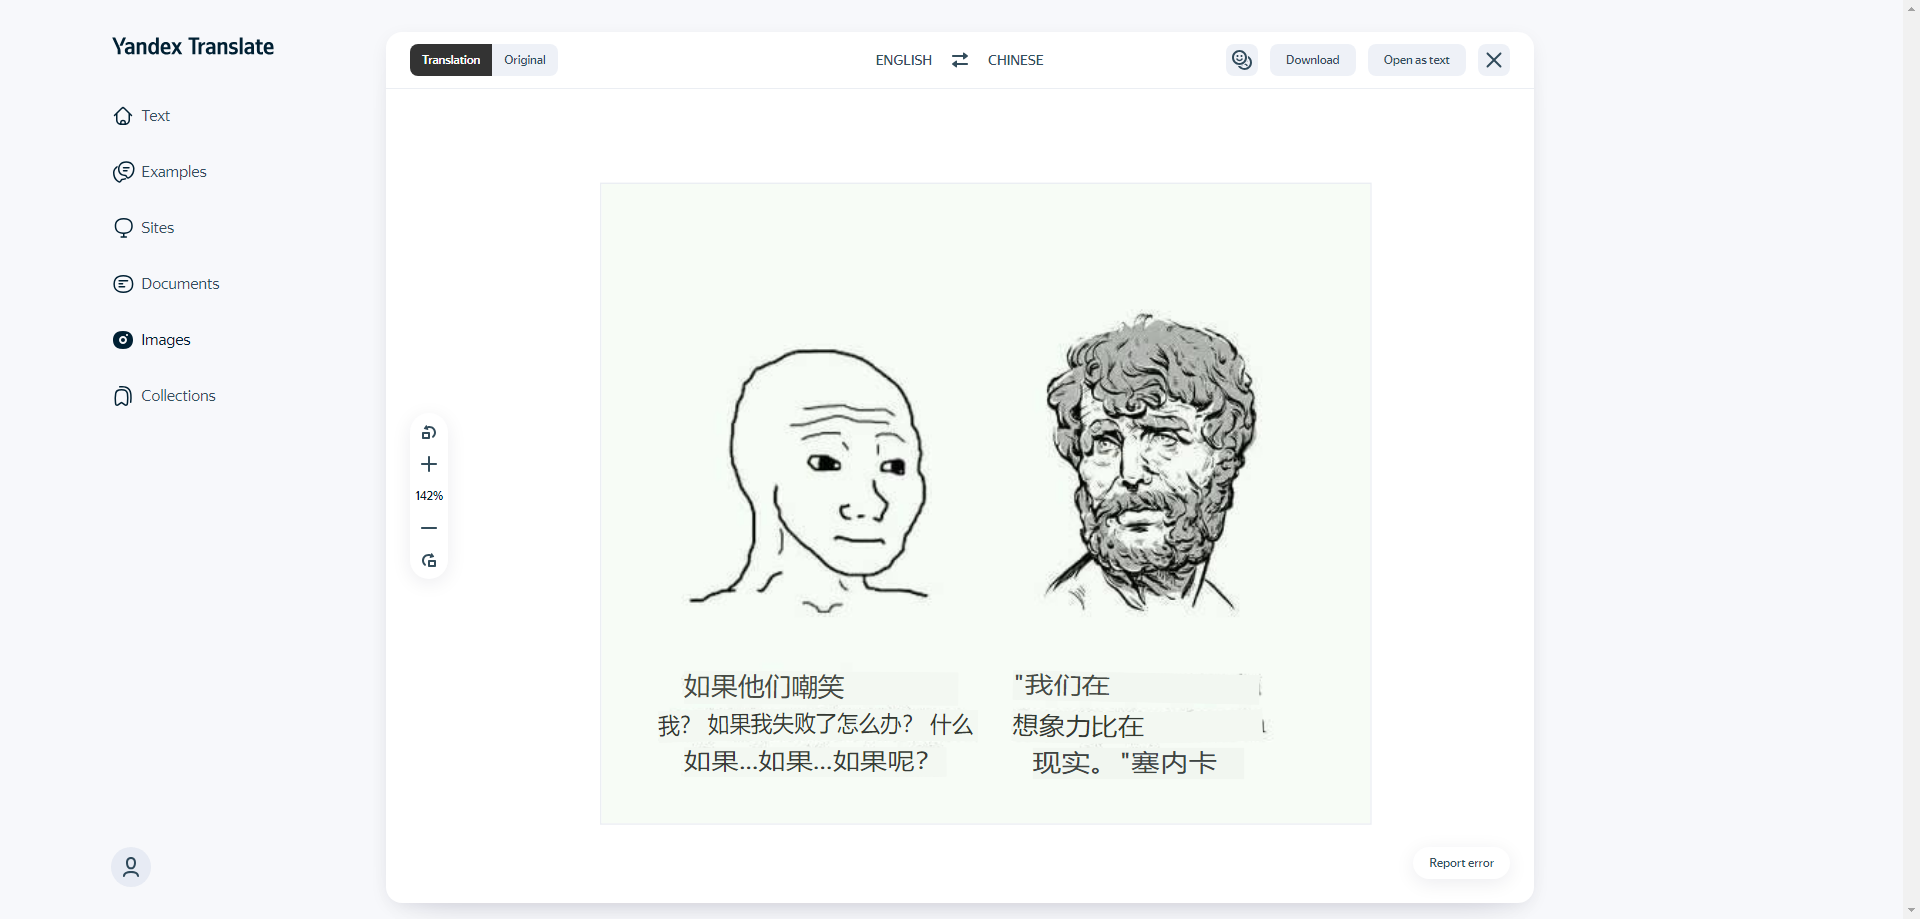 Yandex Translate
Translation
Original
ENGLISH
CHINESE
Download
Open as text
Text
Examples
Sites
Documents
Images
Collections
142%
如果他们嘲笑
我? 如果我失败了怎么办? 什么
如果...如果...如果呢?
"我们在
想象力比在
现实。"塞内卡
Report error